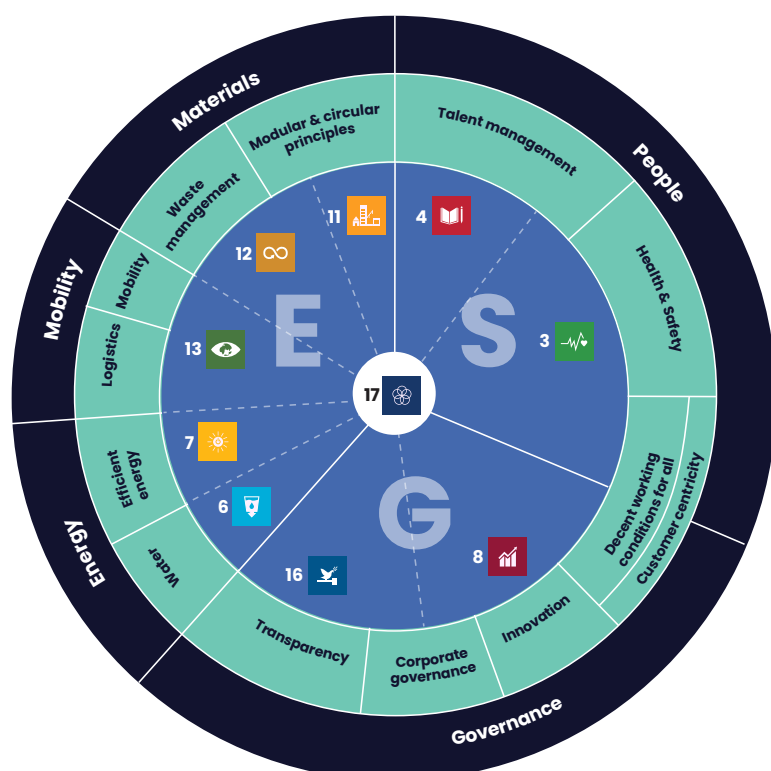 Materials
People
Mobility
Energy
Governance
Modular & circular
principles
Talent management
Waste
management
Health & Safety
Mobility
Logistics
Efficient
energy
Water
Transparency
Corporate
governance
Innovation
Decent working
conditions for all
Customer centricity
11
4
12
E
S
13
3
17
7
6
G
8
16